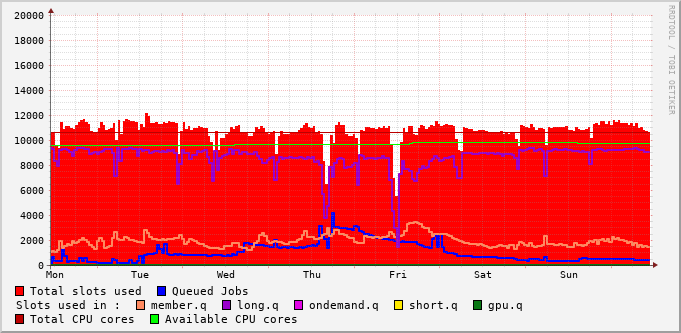 20000
18000
16000
14000
12000
10000
8000
6000
4000
2000
0
Mon Tue Wed Thu Fri Sat Sun
RRDTOOL / TOBI OETIKER
Total slots used Queued Jobs
Slots used in : member.q long.q ondemand.q short.q gpu.q
Total CPU cores Available CPU cores